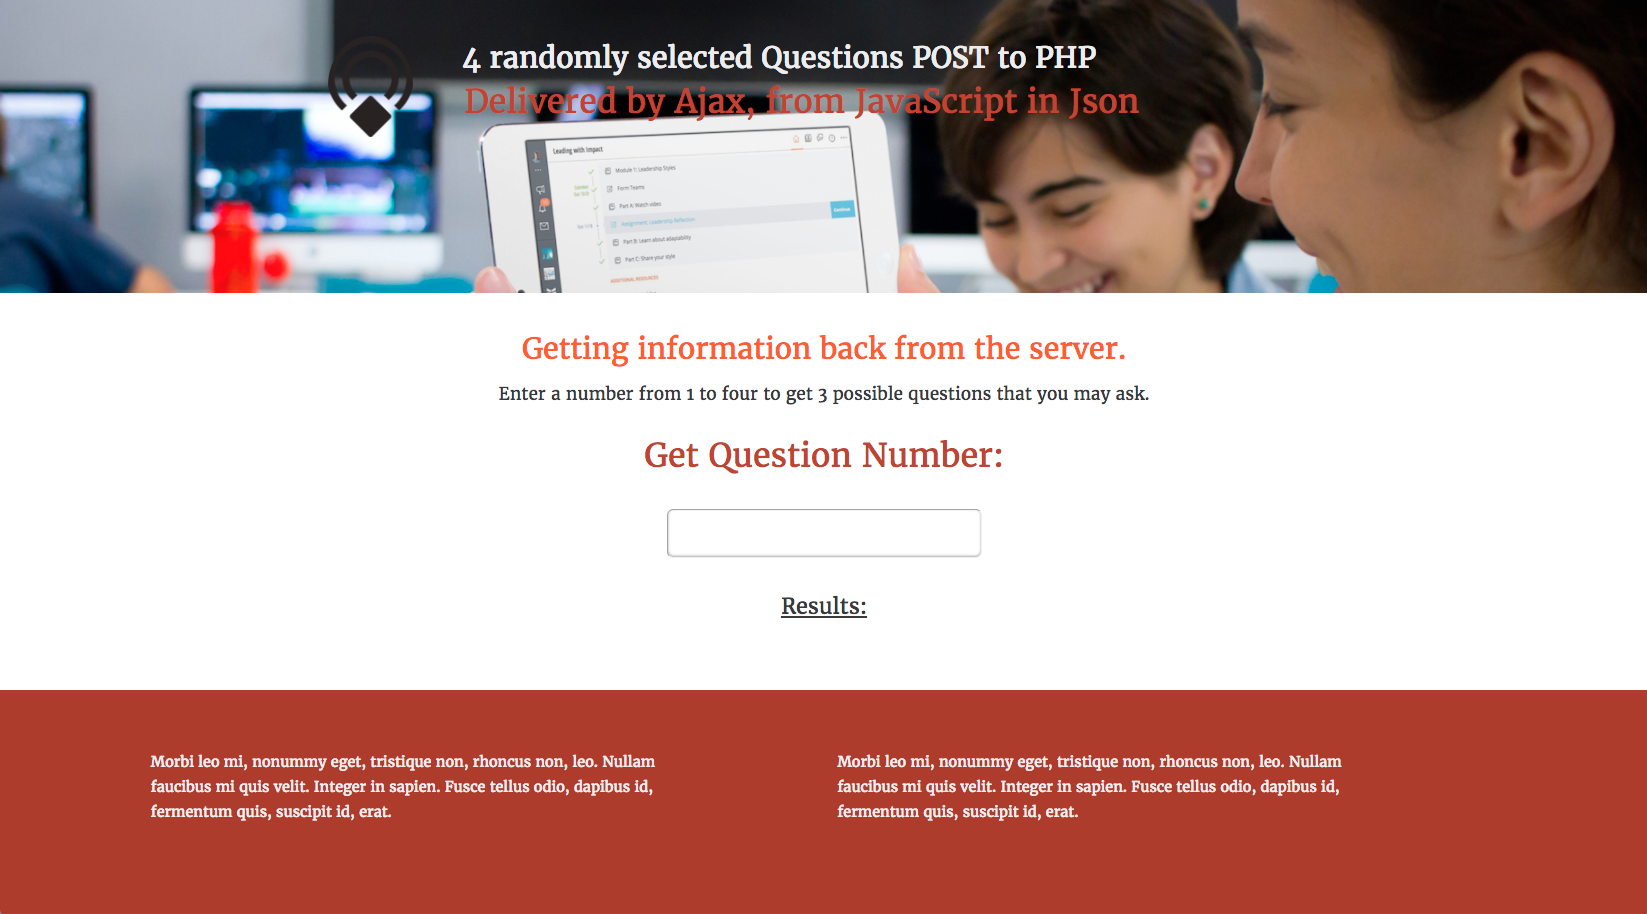 4 randomly selected Questions POST to PHP
Delivered by Ajax, from JavaScript in Json
Leading with Impact
Module 1: Leadership Styles
Form Teams
Part A: Watch video
Assignment: Leadership Reflection
Continue
Part B: Learn about adaptability
Part C: Share your style
ADDITIONAL RESOURCES
Getting information back from the server.
Enter a number from 1 to four to get 3 possible questions that you may ask.
Get Question Number:
Results:
Morbi leo mi, nonummy eget, tristique non, rhoncus non, leo. Nullam
faucibus mi quis velit. Integer in sapien. Fusce tellus odio, dapibus id,
fermentum quis, suscipit id, erat.
Morbi leo mi, nonummy eget, tristique non, rhoncus non, leo. Nullam
faucibus mi quis velit. Integer in sapien. Fusce tellus odio, dapibus id,
fermentum quis, suscipit id, erat.